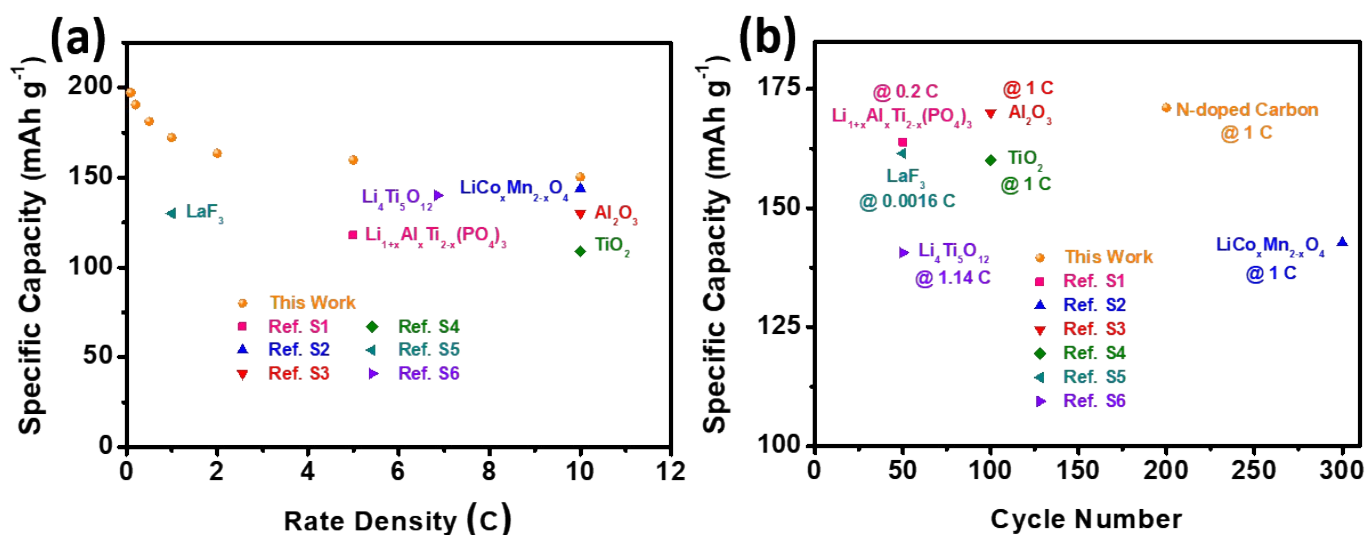 (a)
Specific Capacity (mAh g⁻¹)
200
150
100
50
0
LaF₃
Li₄Ti₅O₁₂
LiCoₓMn₂₋ₓO₄
Al₂O₃
Li₁₊ₓAlₓTi₂₋ₓ(PO₄)₃
TiO₂
This Work
Ref. S1
Ref. S2
Ref. S3
Ref. S4
Ref. S5
Ref. S6
0 2 4 6 8 10 12
Rate Density (C)
(b)
Specific Capacity (mAh g⁻¹)
175
150
125
100
@ 0.2 C
Li₁₊ₓAlₓTi₂₋ₓ(PO₄)₃
LaF₃
@ 0.0016 C
@ 1 C
Al₂O₃
TiO₂
@ 1 C
N-doped Carbon
@ 1 C
Li₄Ti₅O₁₂
@ 1.14 C
LiCoₓMn₂₋ₓO₄
@ 1 C
This Work
Ref. S1
Ref. S2
Ref. S3
Ref. S4
Ref. S5
Ref. S6
0 50 100 150 200 250 300
Cycle Number